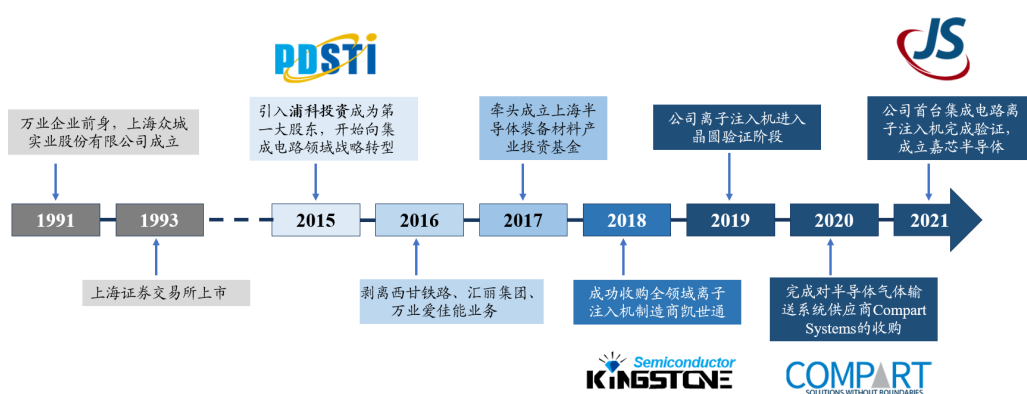 PDSTi
JS
万业企业前身，上海众城
实业股份有限公司成立
引入浦科投资成为第
一大股东，开始向集
成电路领域战略转型
牵头成立上海半
导体装备材料产
业投资基金
公司离子注入机进入
晶圆验证阶段
公司首台集成电路离
子注入机完成验证，
成立嘉芯半导体
1991
1993
2015
2016
2017
2018
2019
2020
2021
上海证券交易所上市
剥离西甘铁路、汇丽集团、
万业爱佳能业务
成功收购全领域离子
注入机制造商凯世通
完成对半导体气体输
送系统供应商Compart
Systems的收购
Semiconductor
KINGSTONE
COMPART
SOLUTIONS WITHOUT BOUNDARIES